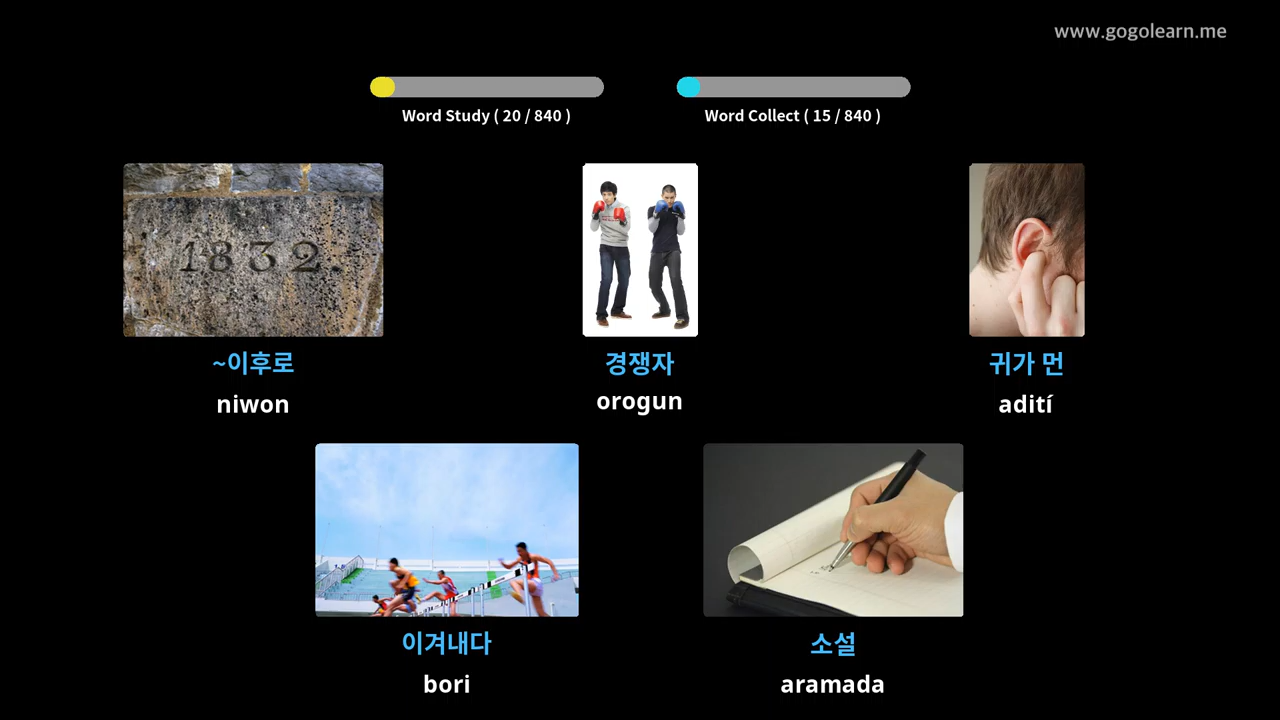 www.gogolearn.me
Word Study ( 20 / 840 )
Word Collect ( 15 / 840 )
1832.
~이후로
niwon
경쟁자
orogun
귀가 먼
adití
이겨내다
bori
소설
aramada